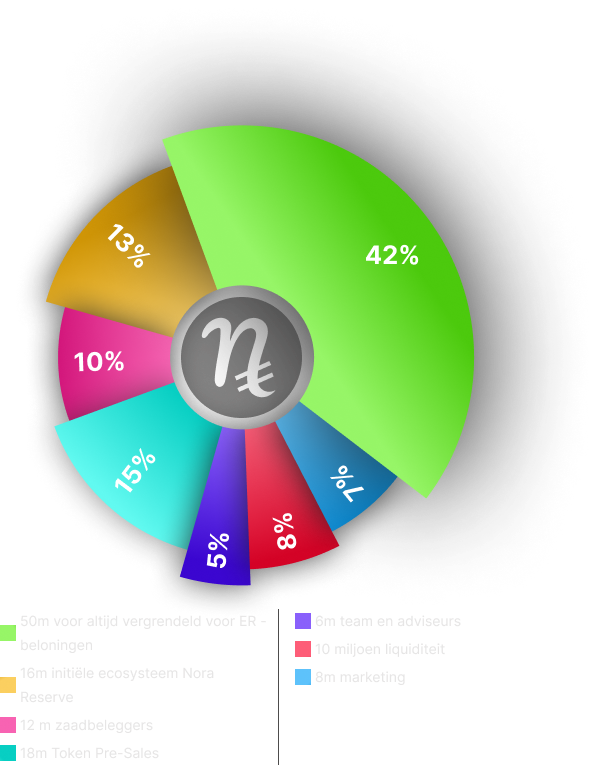 42%
13%
10%
15%
7%
8%
5%
50m voor altijd vergrendeld voor ER -
beloningen
16m initiële ecosysteem Nora
Reserve
12 m zaadbeleggers
18m Token Pre-Sales
6m team en adviseurs
10 miljoen liquiditeit
8m marketing